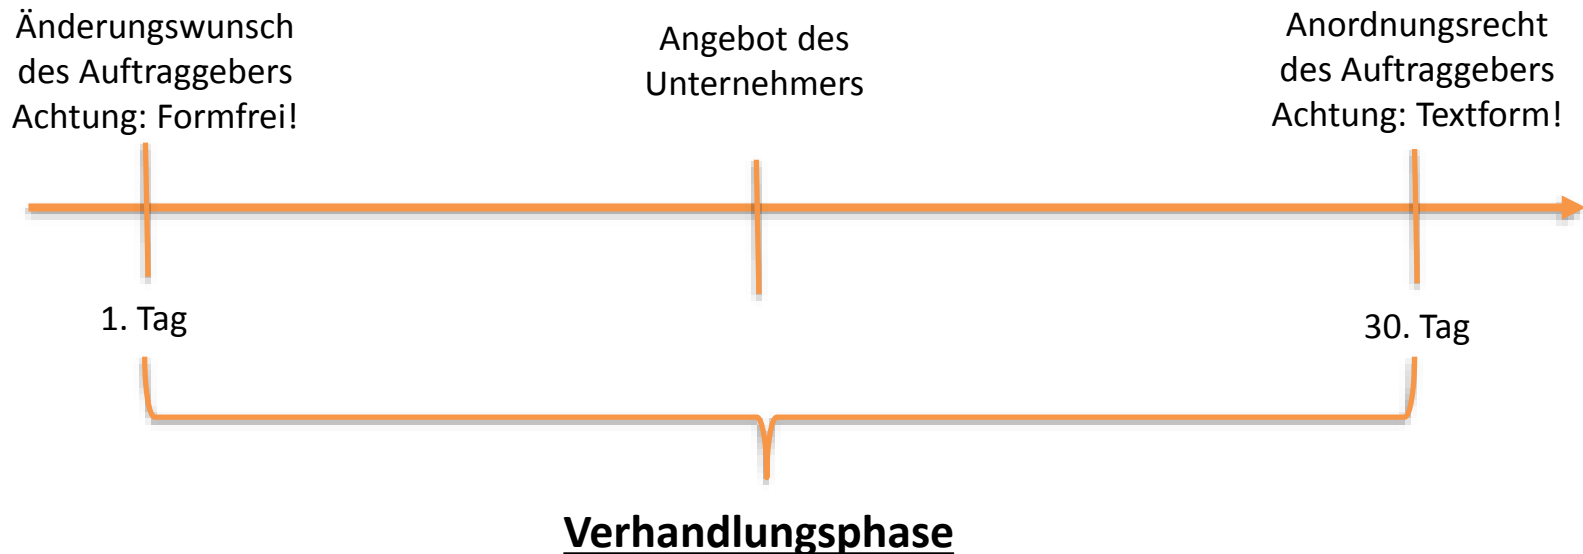 Änderungswunsch
des Auftraggebers
Achtung: Formfrei!
Angebot des
Unternehmers
Anordnungsrecht
des Auftraggebers
Achtung: Textform!
1. Tag
30. Tag
Verhandlungsphase